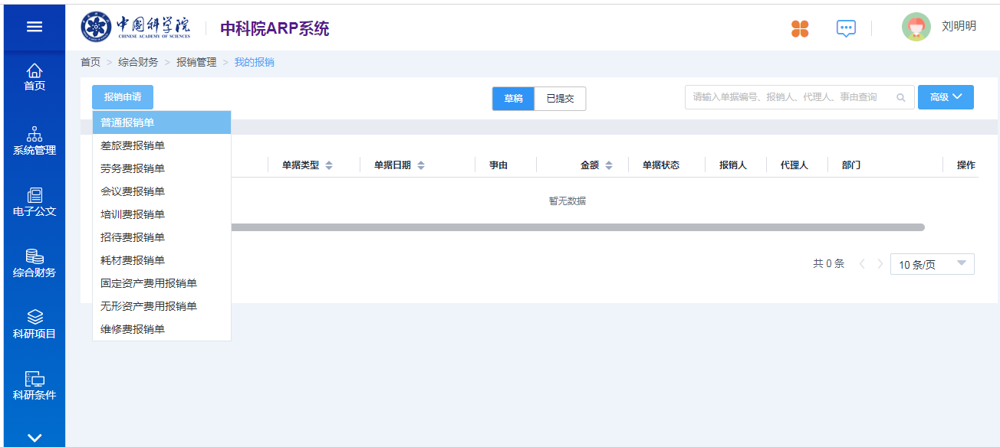 中国科学院
CHINESE ACADEMY OF SCIENCES
中科院ARP系统
刘明明
首页 > 综合财务 > 报销管理 > 我的报销
首页
系统管理
电子公文
综合财务
科研项目
科研条件
报销申请
草稿
已提交
请输入单据编号、报销人、代理人、事由查询
高级
普通报销单
差旅费报销单
劳务费报销单
会议费报销单
培训费报销单
招待费报销单
耗材费报销单
固定资产费用报销单
无形资产费用报销单
维修费报销单
单据类型 单据日期 事由 金额 单据状态 报销人 代理人 部门 操作
暂无数据
共 0 条
10 条/页